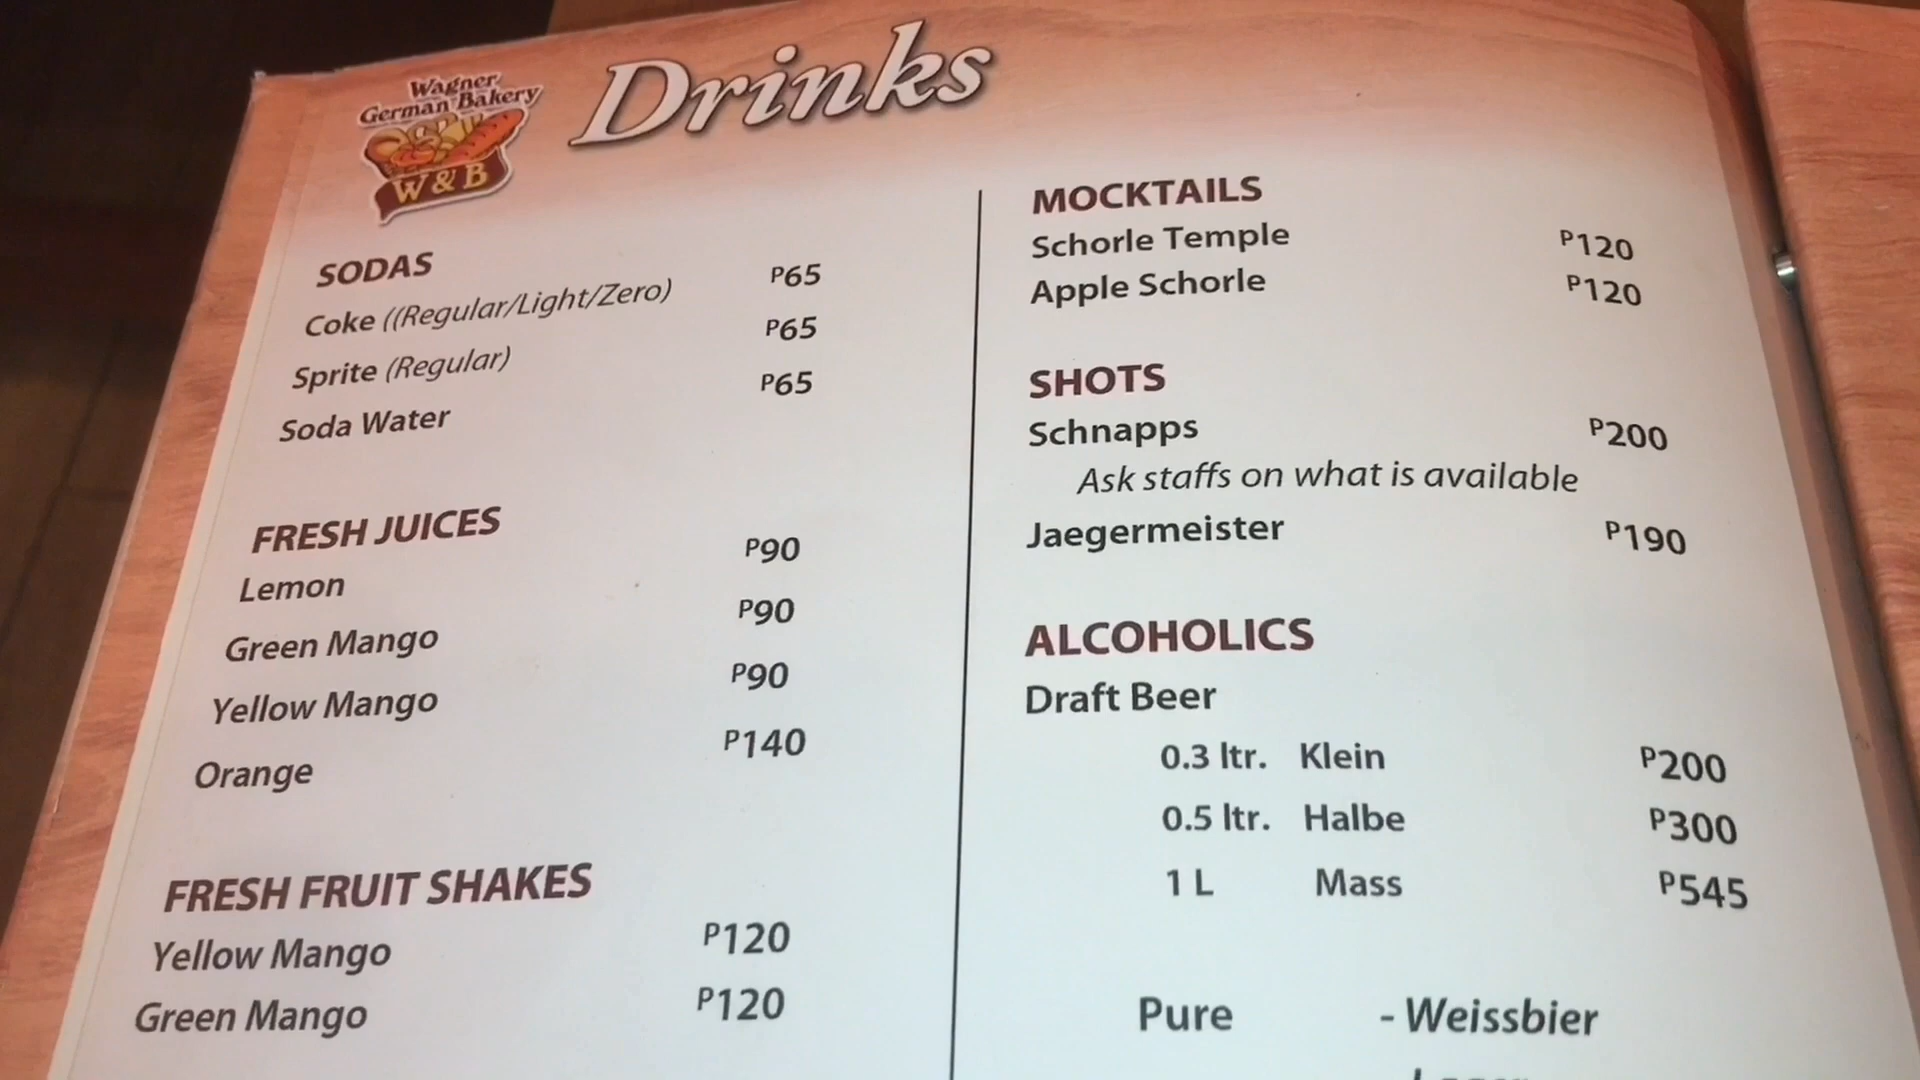 Wagner
German Bakery
W & B
Drinks
SODAS
Coke ((Regular/Light/Zero) P65
Sprite (Regular) P65
Soda Water P65
FRESH JUICES
Lemon P90
Green Mango P90
Yellow Mango P90
Orange P140
FRESH FRUIT SHAKES
Yellow Mango P120
Green Mango P120
MOCKTAILS
Schorle Temple P120
Apple Schorle P120
SHOTS
Schnapps P200
Ask staffs on what is available
Jaegermeister P190
ALCOHOLICS
Draft Beer
0.3 ltr. Klein P200
0.5 ltr. Halbe P300
1 L Mass P545
Pure - Weissbier